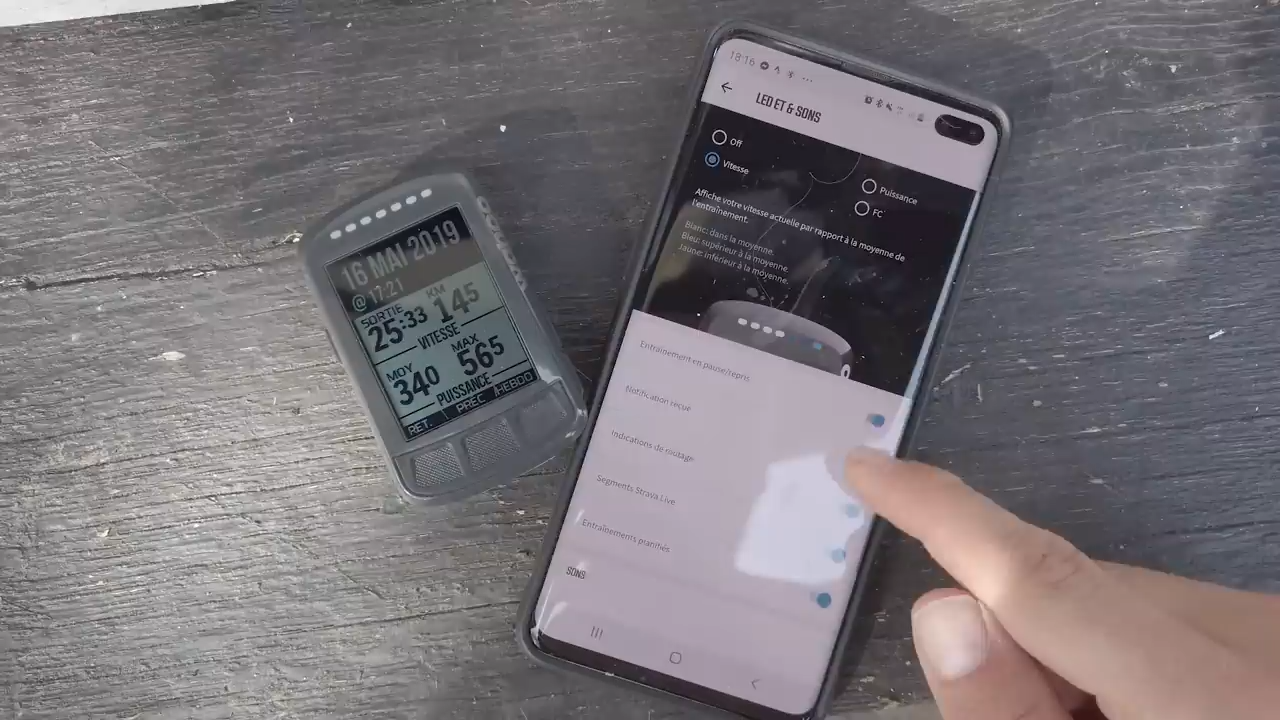 16 MAI 2019
@ 17:21
SORTIE KM
25:33 145
VITESSE
MOY MAX
340 565
PUISSANCE
RET. PREC HEBDO
18:16
LED ET & SONS
Off
Vitesse
Puissance
FC
Affiche votre vitesse actuelle par rapport à la moyenne de
l'entraînement.
Blanc: dans la moyenne.
Bleu: supérieur à la moyenne.
Jaune: inférieur à la moyenne.
Entraînement en pause/repris
Notification reçue
Indications de routage
Segments Strava Live
Entraînements planifiés
SONS